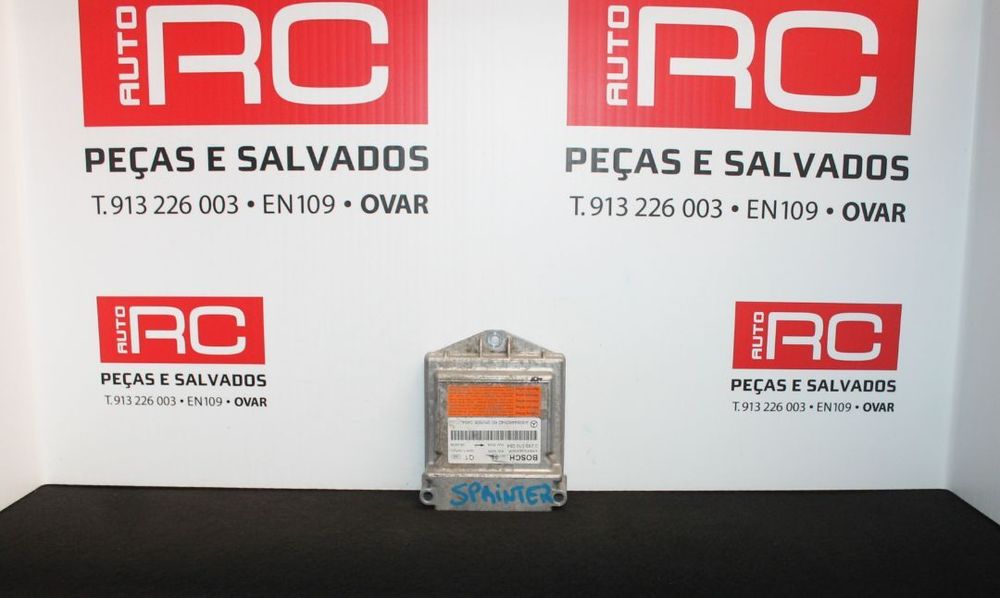 AUTO RC
PEÇAS E SALVADOS
T. 913 226 003 • EN109 • OVAR
AUTO RC
PEÇAS E SALVADOS
T. 913 226 003 • EN109 • OVAR
AUTO RC
PEÇAS E SALVADOS
T. 913 226 003 • EN109 • OVAR
AUTO RC
PEÇAS E SALVADOS
T. 913 226 003 • EN109 • OVAR
BOSCH
Q1
SPRINTER